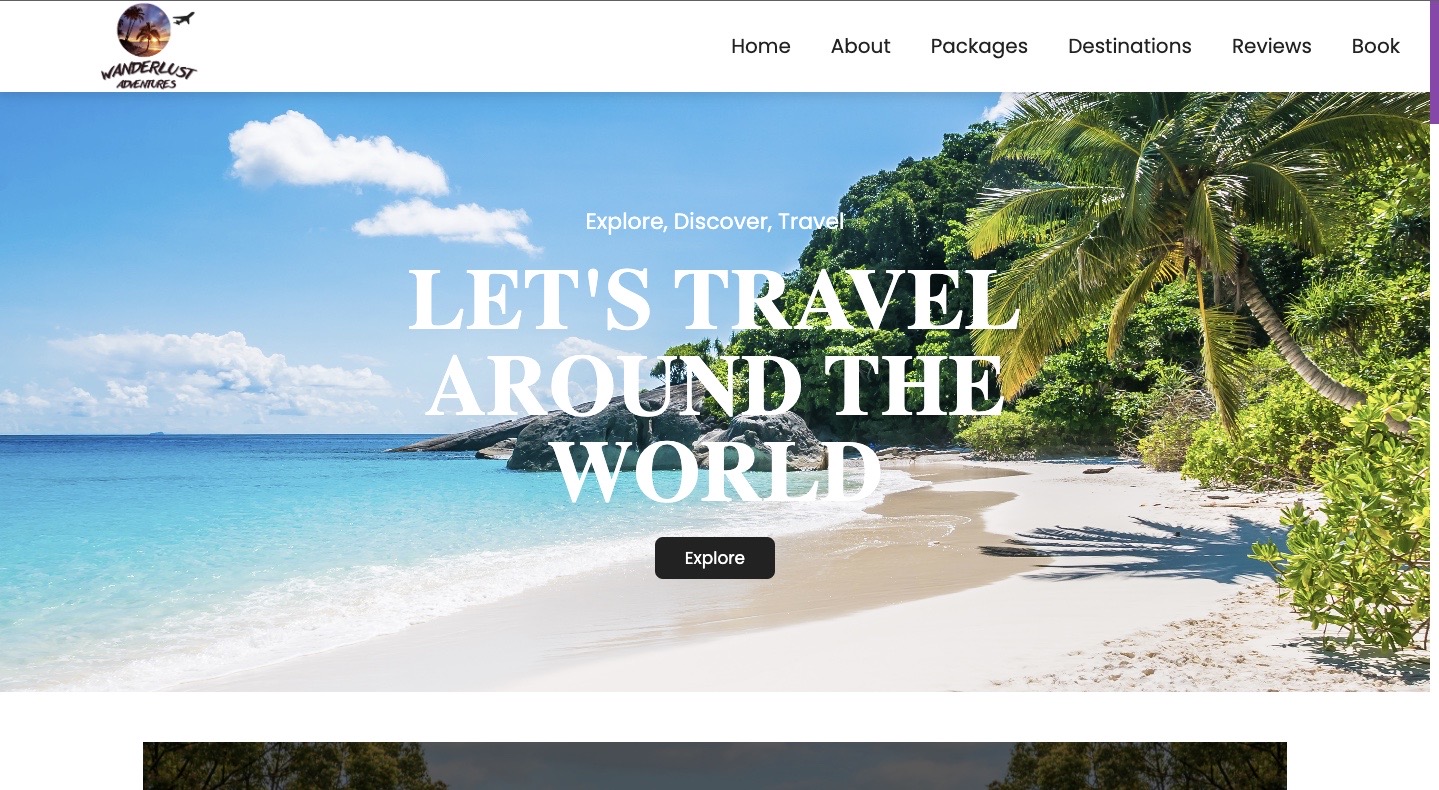 WANDERLUST
ADVENTURES
Home About Packages Destinations Reviews Book
Explore, Discover, Travel
LET'S TRAVEL
AROUND THE
WORLD
Explore